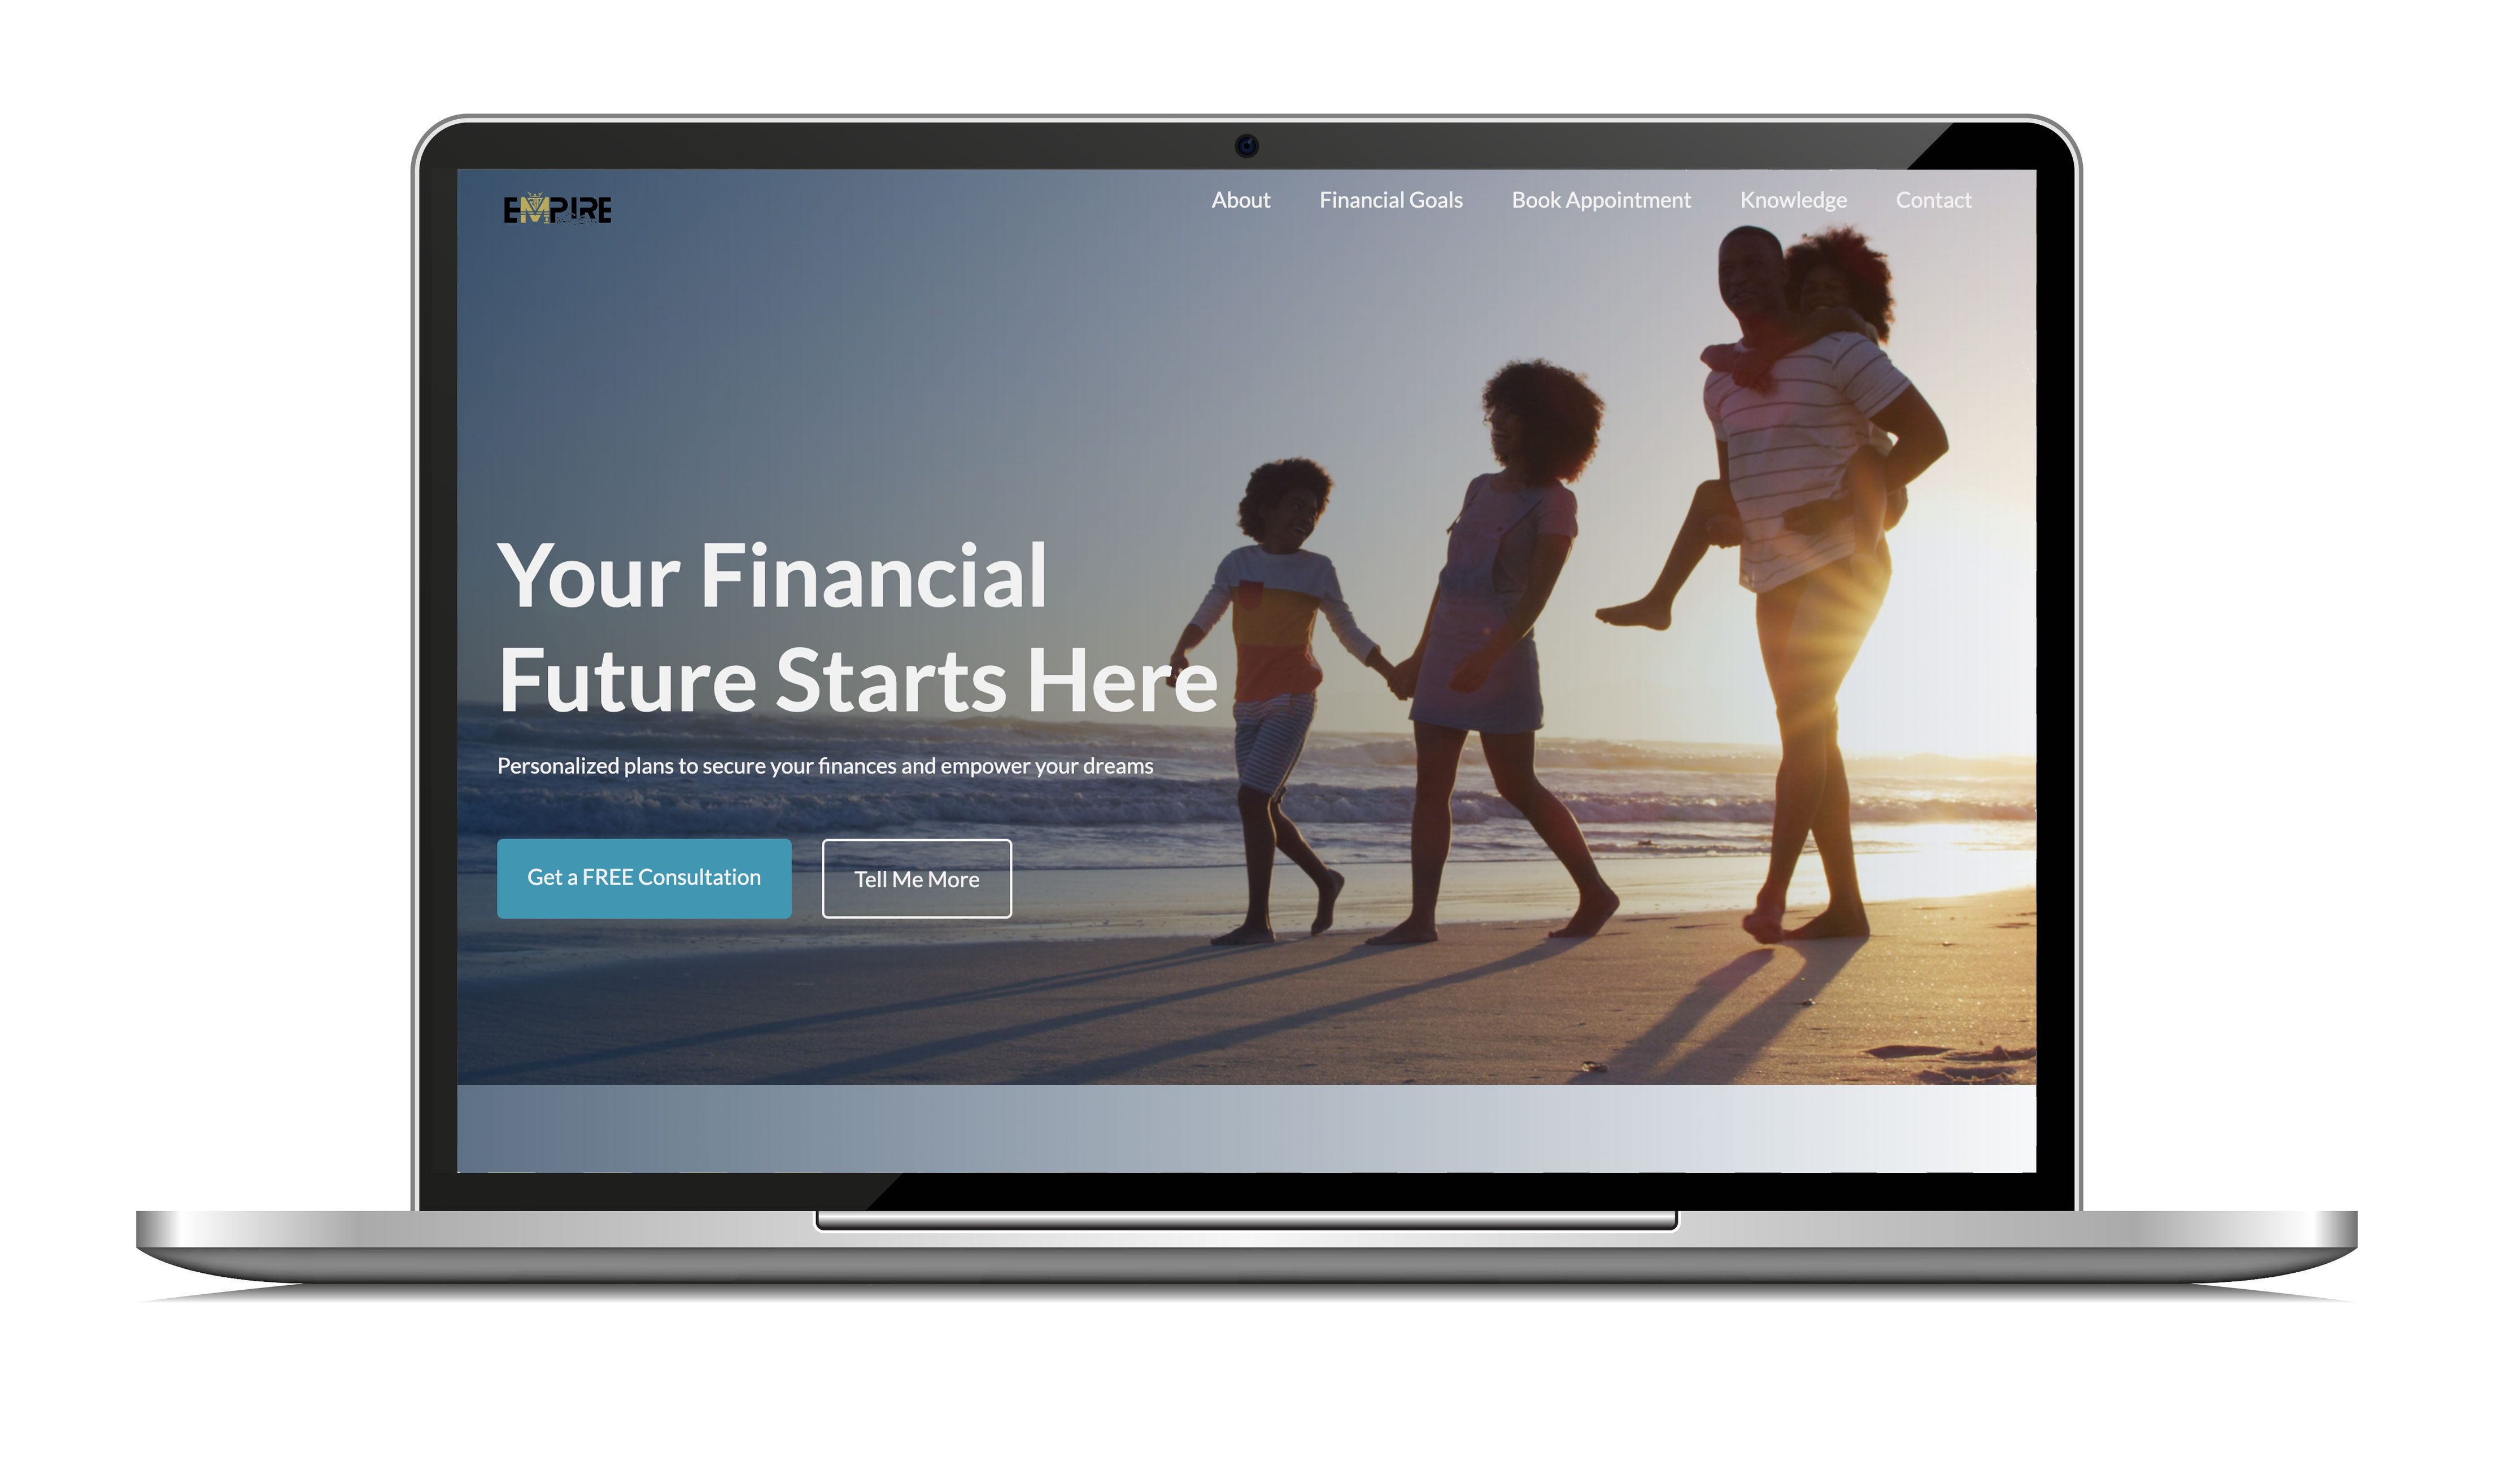 EMPIRE
About Financial Goals Book Appointment Knowledge Contact
Your Financial
Future Starts Here
Personalized plans to secure your finances and empower your dreams
Get a FREE Consultation Tell Me More